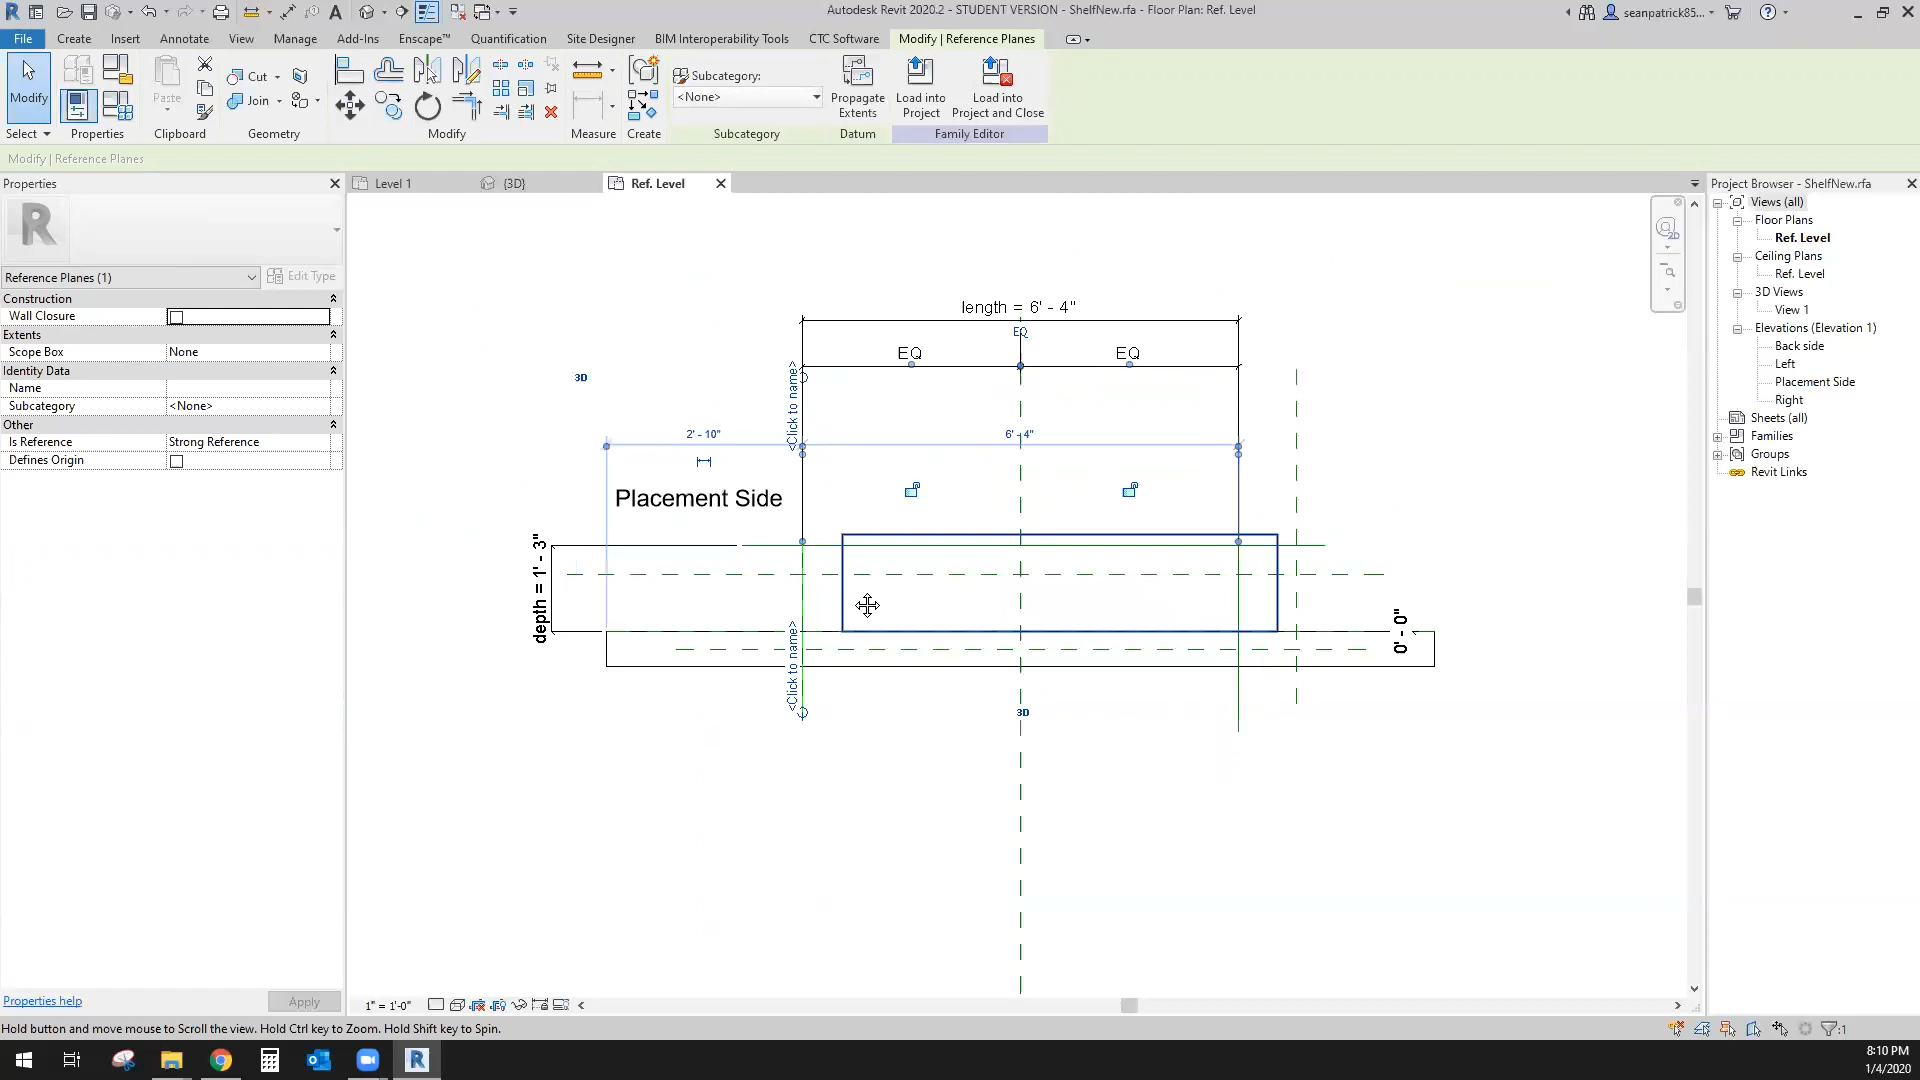 Autodesk Revit 2020.2 - STUDENT VERSION - ShelfNew.rfa - Floor Plan: Ref. Level
seanpatrick85...
File Create Insert Annotate View Manage Add-Ins Enscape™ Quantification Site Designer BIM Interoperability Tools CTC Software Modify | Reference Planes
Modify
Paste
Cut
Join
Subcategory:
<None>
Propagate Extents
Load into Project
Load into Project and Close
Select Properties Clipboard Geometry Modify Measure Create Subcategory Datum Family Editor
Modify | Reference Planes
Properties
R
Reference Planes (1)
Edit Type
Construction
Wall Closure
Extents
Scope Box None
Identity Data
Name
Subcategory <None>
Other
Is Reference Strong Reference
Defines Origin
Properties help
Apply
Level 1
{3D}
Ref. Level
length = 6' - 4"
EQ
EQ
EQ
3D
<Click to name>
2' - 10"
6' - 4"
Placement Side
depth = 1' - 3"
0' - 0"
<Click to name>
3D
2D
1" = 1'-0"
Project Browser - ShelfNew.rfa
Views (all)
Floor Plans
Ref. Level
Ceiling Plans
Ref. Level
3D Views
View 1
Elevations (Elevation 1)
Back side
Left
Placement Side
Right
Sheets (all)
Families
Groups
Revit Links
Hold button and move mouse to Scroll the view. Hold Ctrl key to Zoom. Hold Shift key to Spin.
:1
8:10 PM
1/4/2020